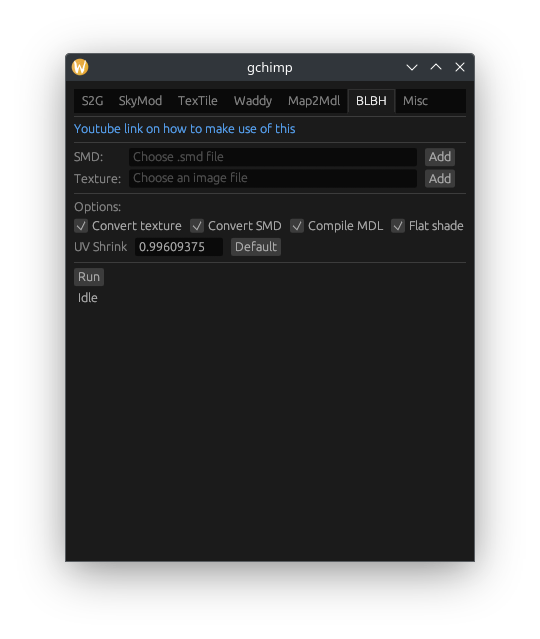 gchimp
S2G SkyMod TexTile Waddy Map2Mdl BLBH Misc
Youtube link on how to make use of this
SMD: Choose .smd file Add
Texture: Choose an image file Add
Options:
Convert texture Convert SMD Compile MDL Flat shade
UV Shrink 0.99609375 Default
Run
Idle